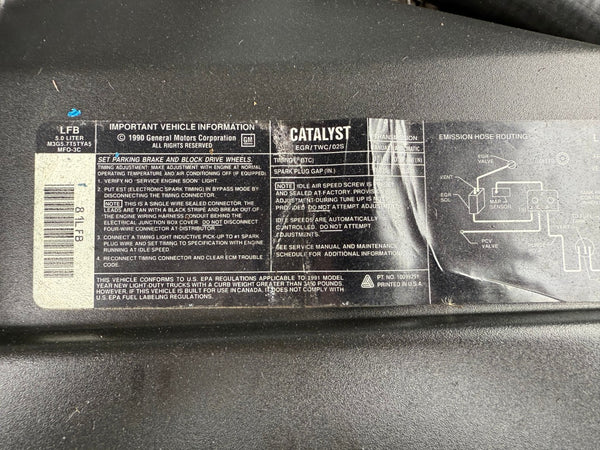 LFB
5.0 LITER
M3G5.7T5TYA5
MFO-3C
81LFB
IMPORTANT VEHICLE INFORMATION
© 1990 General Motors Corporation
ALL RIGHTS RESERVED
GM
SET PARKING BRAKE AND BLOCK DRIVE WHEELS.
TIMING ADJUSTMENT: MAKE ADJUSTMENT WITH ENGINE AT NORMAL
OPERATING TEMPERATURE AND AIR CONDITIONING OFF (IF EQUIPPED).
1. VERIFY NO "SERVICE ENGINE SOON" LIGHT.
2. PUT EST (ELECTRONIC SPARK TIMING) IN BYPASS MODE BY
DISCONNECTING THE TIMING CONNECTOR.
NOTE THIS IS A SINGLE WIRE SEALED CONNECTOR. THE
LEADS ARE TAN WITH A BLACK STRIPE AND BREAK OUT OF
THE ENGINE WIRING HARNESS CONDUIT BEHIND THE
ELECTRICAL JUNCTION BOX COVER. DO NOT DISCONNECT
FOUR-WIRE CONNECTOR AT DISTRIBUTOR.
3. CONNECT A TIMING LIGHT INDUCTIVE PICK-UP TO #1 SPARK
PLUG WIRE AND SET TIMING TO SPECIFICATION WITH ENGINE
RUNNING AT IDLE SPEED.
4. RECONNECT TIMING CONNECTOR AND CLEAR ECM TROUBLE
CODE.
THIS VEHICLE CONFORMS TO U.S. EPA REGULATIONS APPLICABLE TO 1991 MODEL
YEAR NEW LIGHT-DUTY TRUCKS WITH A CURB WEIGHT GREATER THAN 3450 POUNDS.
HOWEVER, IF THIS VEHICLE IS BUILT FOR USE IN CANADA, IT DOES NOT COMPLY WITH
U.S. EPA FUEL LABELING REGULATIONS.
CATALYST
EGR/TWC/02S
TIMING (° BTC)
SPARK PLUG GAP (IN.)
NOTE IDLE AIR SPEED SCREW IS
AND SEALED AT FACTORY. PROVISION
ADJUSTMENT DURING TUNE UP IS NOT
PROVIDED. DO NOT ATTEMPT
ADJUSTMENT.
IDLE SPEEDS ARE AUTOMATICALLY
CONTROLLED. DO NOT ATTEMPT
ADJUSTMENTS.
SEE SERVICE MANUAL AND MAINTENANCE
SCHEDULE FOR ADDITIONAL INFORMATION.
PT. NO.
PRINTED IN U.S.A.
EMISSION HOSE ROUTING
EGR
VALVE
VENT
EGR
SOL
MAP
SENSOR
PCV
VALVE